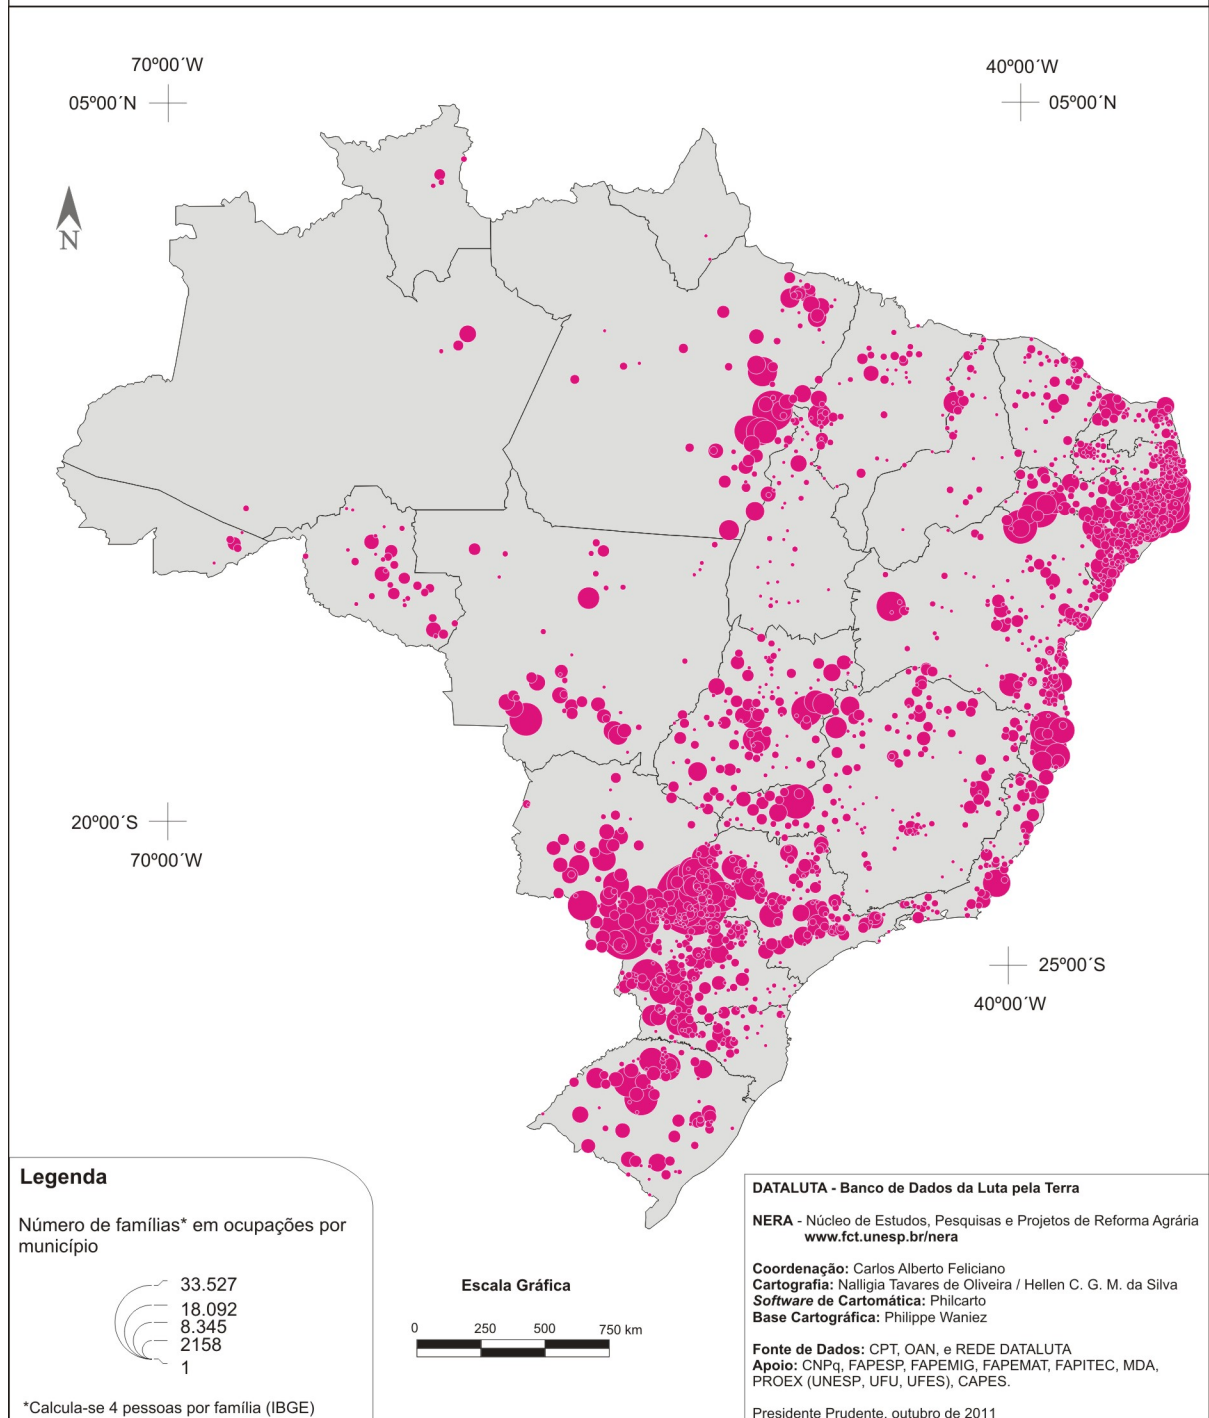 70º00´W
40º00´W
05º00´N
05º00´N
N
20º00´S
70º00´W
25º00´S
40º00´W
Legenda
Número de famílias* em ocupações por
município
33.527
18.092
8.345
2158
1
*Calcula-se 4 pessoas por família (IBGE)
Escala Gráfica
0 250 500 750 km
DATALUTA - Banco de Dados da Luta pela Terra
NERA - Núcleo de Estudos, Pesquisas e Projetos de Reforma Agrária
www.fct.unesp.br/nera
Coordenação: Carlos Alberto Feliciano
Cartografia: Nalligia Tavares de Oliveira / Hellen C. G. M. da Silva
Software de Cartomática: Philcarto
Base Cartográfica: Philippe Waniez
Fonte de Dados: CPT, OAN, e REDE DATALUTA
Apoio: CNPq, FAPESP, FAPEMIG, FAPEMAT, FAPITEC, MDA,
PROEX (UNESP, UFU, UFES), CAPES.
Presidente Prudente, outubro de 2011